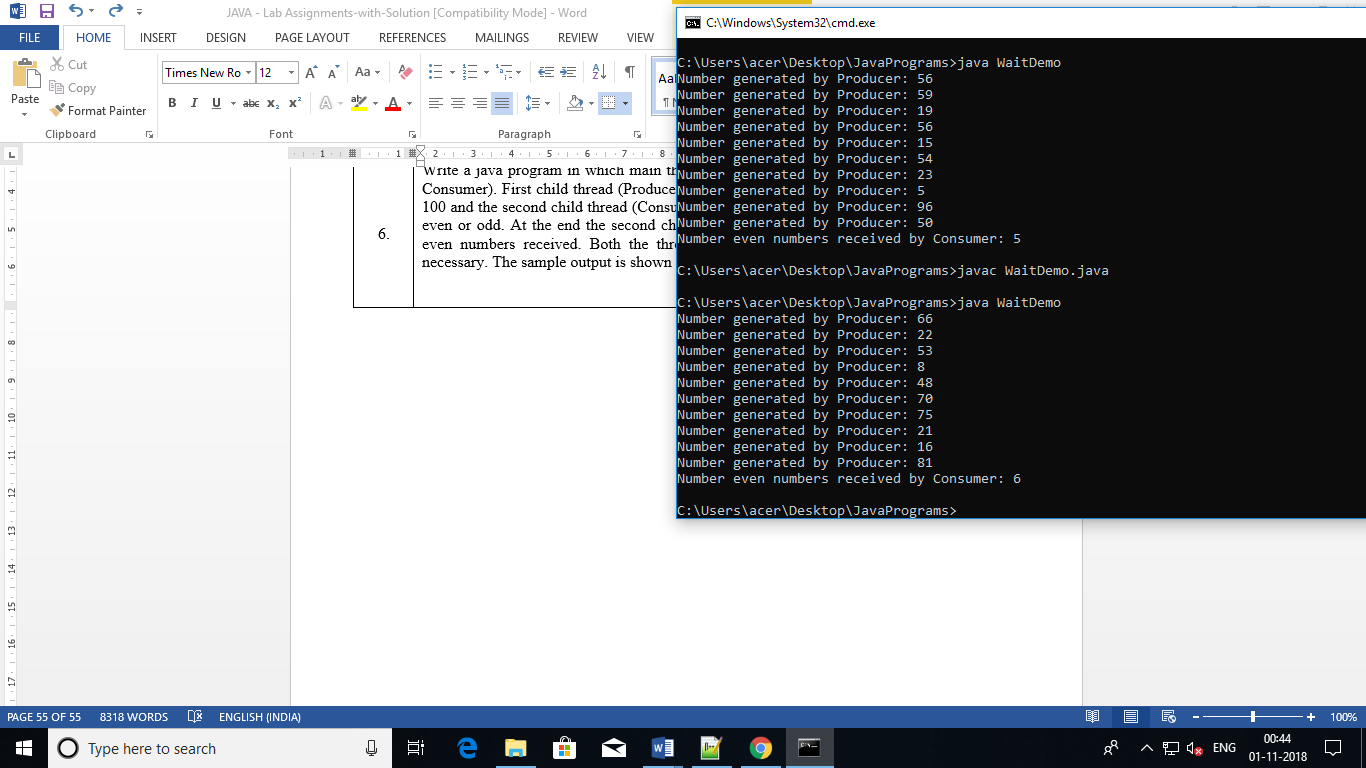 JAVA - Lab Assignments-with-Solution [Compatibility Mode] - Word
FILE HOME INSERT DESIGN PAGE LAYOUT REFERENCES MAILINGS REVIEW VIEW
Paste
Cut
Copy
Format Painter
Clipboard
Times New Ro 12
B I U abc x₂ x²
Font
Paragraph
Write a java program in which main th
Consumer). First child thread (Produce
100 and the second child thread (Consu
even or odd. At the end the second ch
6.
even numbers received. Both the thre
necessary. The sample output is shown
C:\Windows\System32\cmd.exe
C:\Users\acer\Desktop\JavaPrograms>java WaitDemo
Number generated by Producer: 56
Number generated by Producer: 59
Number generated by Producer: 19
Number generated by Producer: 56
Number generated by Producer: 15
Number generated by Producer: 54
Number generated by Producer: 23
Number generated by Producer: 5
Number generated by Producer: 96
Number generated by Producer: 50
Number even numbers received by Consumer: 5
C:\Users\acer\Desktop\JavaPrograms>javac WaitDemo.java
C:\Users\acer\Desktop\JavaPrograms>java WaitDemo
Number generated by Producer: 66
Number generated by Producer: 22
Number generated by Producer: 53
Number generated by Producer: 8
Number generated by Producer: 48
Number generated by Producer: 70
Number generated by Producer: 75
Number generated by Producer: 21
Number generated by Producer: 16
Number generated by Producer: 81
Number even numbers received by Consumer: 6
C:\Users\acer\Desktop\JavaPrograms>
PAGE 55 OF 55 8318 WORDS ENGLISH (INDIA) 100%
Type here to search
ENG
00:44
01-11-2018